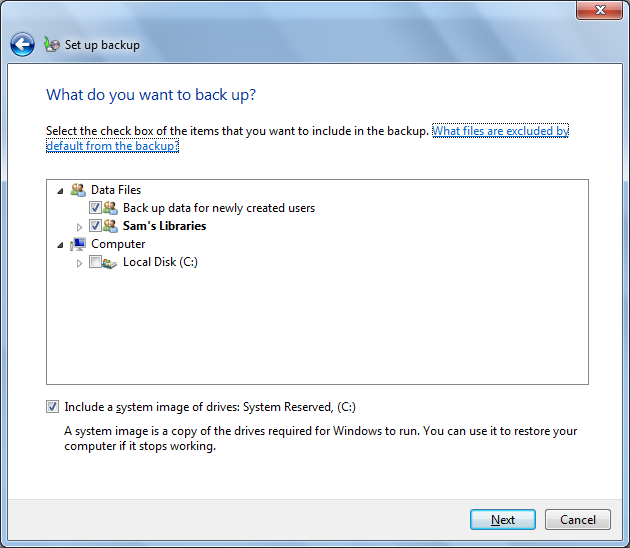 Set up backup
What do you want to back up?
Select the check box of the items that you want to include in the backup. What files are excluded by
default from the backup?
Data Files
Back up data for newly created users
Sam's Libraries
Computer
Local Disk (C:)
Include a system image of drives: System Reserved, (C:)
A system image is a copy of the drives required for Windows to run. You can use it to restore your
computer if it stops working.
Next Cancel